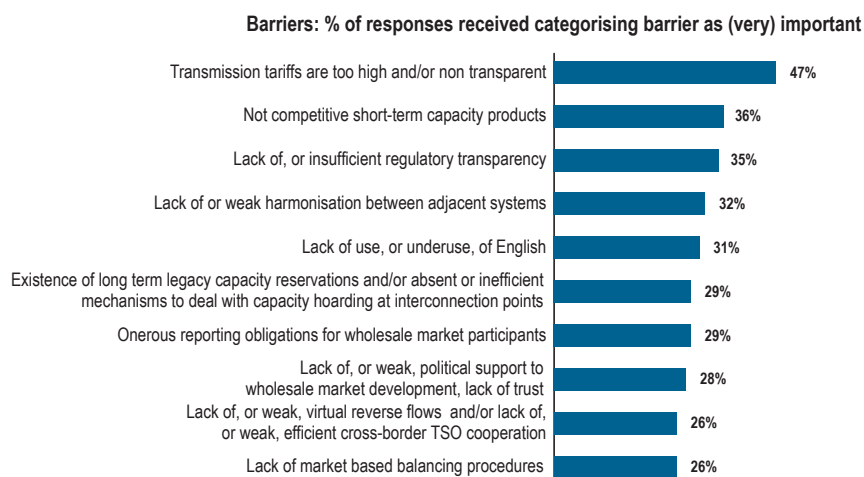 Barriers: % of responses received categorising barrier as (very) important
Transmission tariffs are too high and/or non transparent 47%
Not competitive short-term capacity products 36%
Lack of, or insufficient regulatory transparency 35%
Lack of or weak harmonisation between adjacent systems 32%
Lack of use, or underuse, of English 31%
Existence of long term legacy capacity reservations and/or absent or inefficient
mechanisms to deal with capacity hoarding at interconnection points 29%
Onerous reporting obligations for wholesale market participants 29%
Lack of, or weak, political support to
wholesale market development, lack of trust 28%
Lack of, or weak, virtual reverse flows and/or lack of,
or weak, efficient cross-border TSO cooperation 26%
Lack of market based balancing procedures 26%